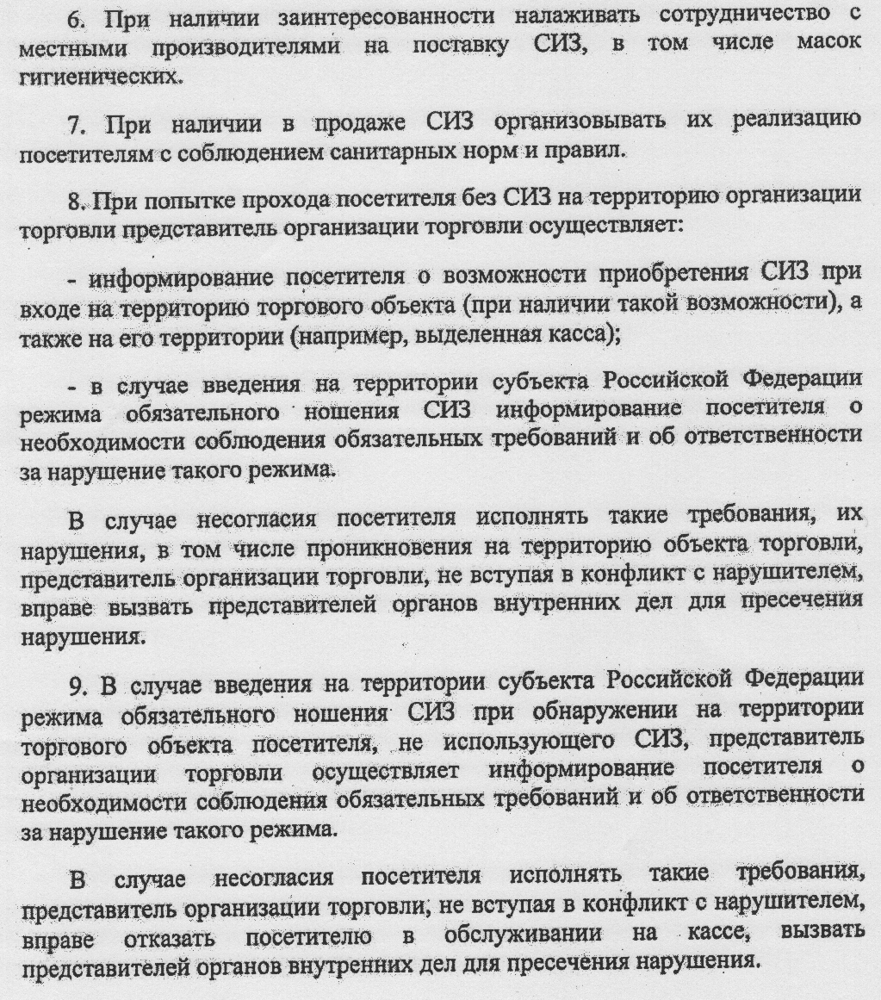 6. При наличии заинтересованности налаживать сотрудничество с
местными производителями на поставку СИЗ, в том числе масок
гигиенических.
7. При наличии в продаже СИЗ организовывать их реализацию
посетителям с соблюдением санитарных норм и правил.
8. При попытке прохода посетителя без СИЗ на территорию организации
торговли представитель организации торговли осуществляет:
- информирование посетителя о возможности приобретения СИЗ при
входе на территорию торгового объекта (при наличии такой возможности), а
также на его территории (например, выделенная касса);
- в случае введения на территории субъекта Российской Федерации
режима обязательного ношения СИЗ информирование посетителя о
необходимости соблюдения обязательных требований и об ответственности
за нарушение такого режима.
В случае несогласия посетителя исполнять такие требования, их
нарушения, в том числе проникновения на территорию объекта торговли,
представитель организации торговли, не вступая в конфликт с нарушителем,
вправе вызвать представителей органов внутренних дел для пресечения
нарушения.
9. В случае введения на территории субъекта Российской Федерации
режима обязательного ношения СИЗ при обнаружении на территории
торгового объекта посетителя, не использующего СИЗ, представитель
организации торговли осуществляет информирование посетителя о
необходимости соблюдения обязательных требований и об ответственности
за нарушение такого режима.
В случае несогласия посетителя исполнять такие требования,
представитель организации торговли, не вступая в конфликт с нарушителем,
вправе отказать посетителю в обслуживании на кассе, вызвать
представителей органов внутренних дел для пресечения нарушения.